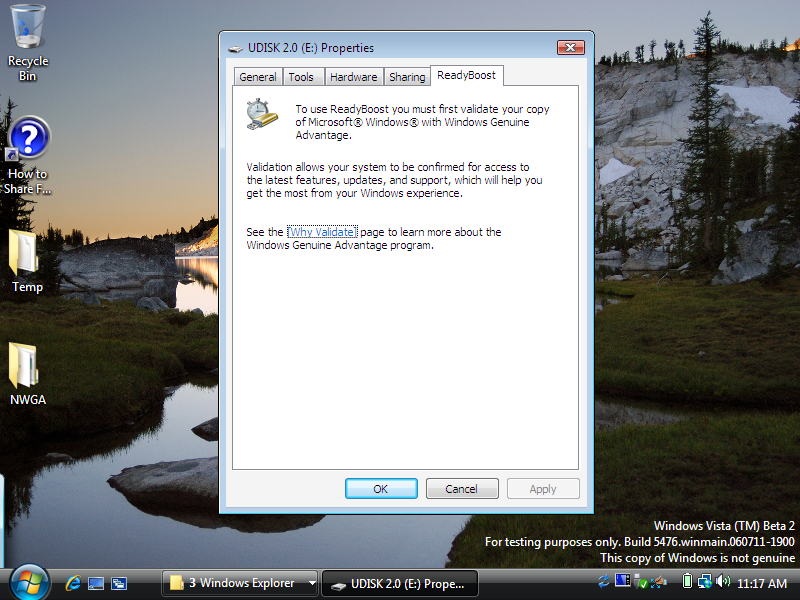 Recycle
Bin
How to
Share F...
Temp
NWGA
UDISK 2.0 (E:) Properties
General Tools Hardware Sharing ReadyBoost
To use ReadyBoost you must first validate your copy
of Microsoft® Windows® with Windows Genuine
Advantage.
Validation allows your system to be confirmed for access to
the latest features, updates, and support, which will help you
get the most from your Windows experience.
See the Why Validate page to learn more about the
Windows Genuine Advantage program.
OK Cancel Apply
Windows Vista (TM) Beta 2
For testing purposes only. Build 5476.winmain.060711-1900
This copy of Windows is not genuine
3 Windows Explorer UDISK 2.0 (E:) Prope... 11:17 AM